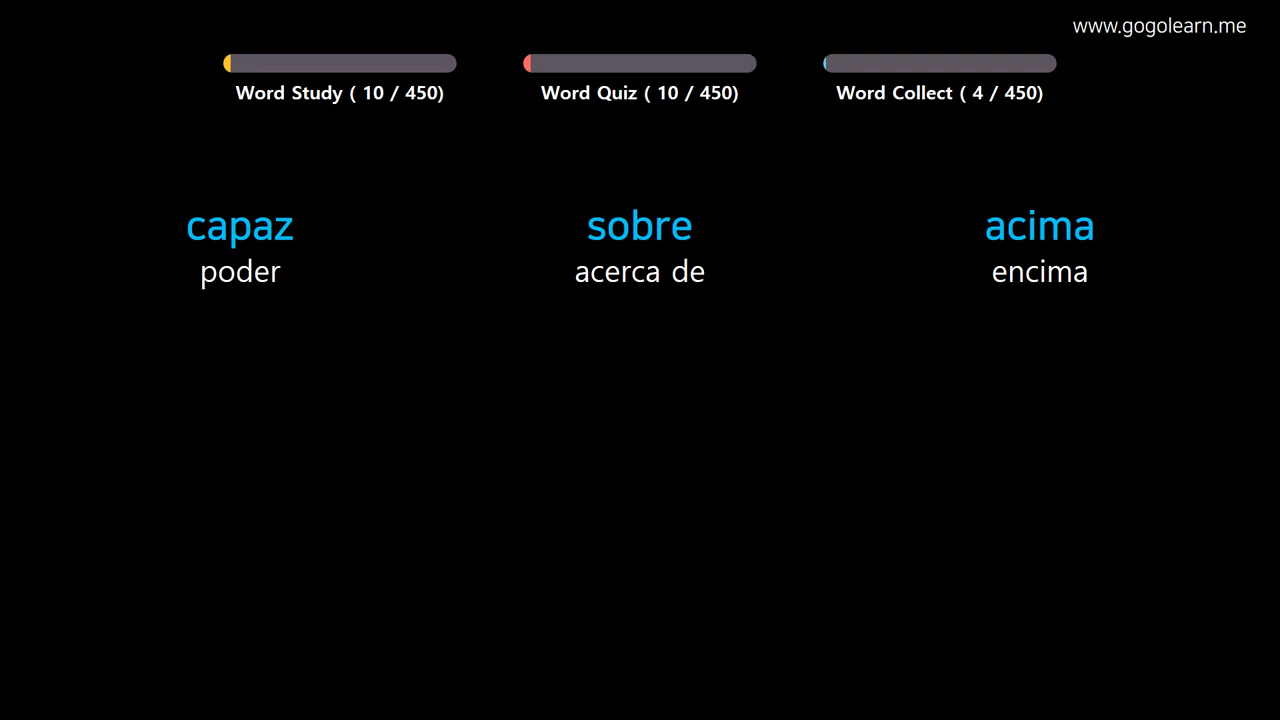 www.gogolearn.me
Word Study ( 10 / 450)
Word Quiz ( 10 / 450)
Word Collect ( 4 / 450)
capaz
poder
sobre
acerca de
acima
encima